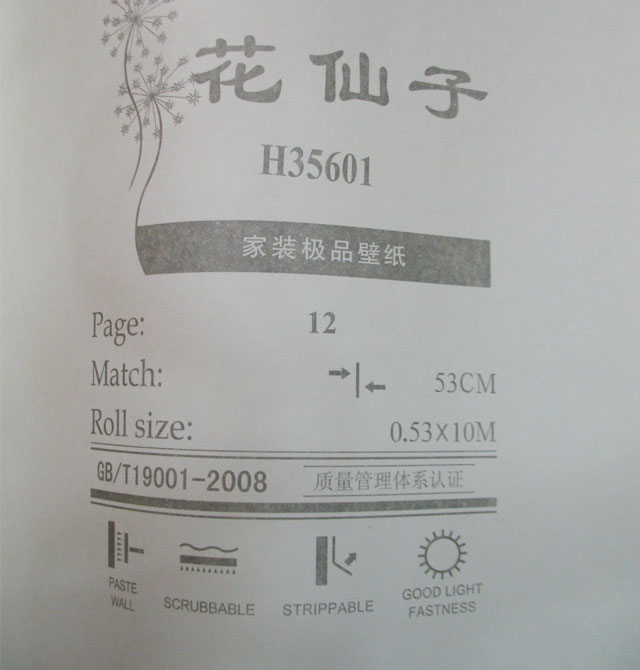 花仙子
H35601
家装极品壁纸
Page: 12
Match: 53CM
Roll size: 0.53X10M
GB/T19001-2008 质量管理体系认证
PASTE WALL
SCRUBBABLE
STRIPPABLE
GOOD LIGHT FASTNESS